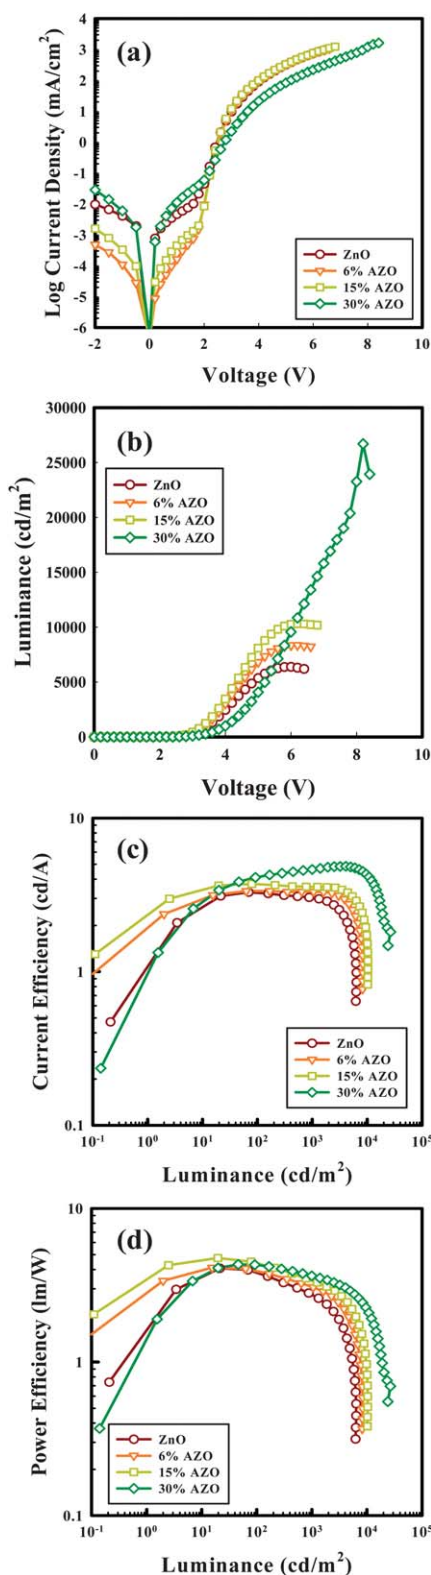 (a)
Log Current Density (mA/cm²)
4
3
2
1
0
-1
-2
-3
-4
-5
-6
ZnO
6% AZO
15% AZO
30% AZO
-2
0
2
4
6
8
10
Voltage (V)
(b)
Luminance (cd/m²)
30000
25000
20000
15000
10000
5000
0
ZnO
6% AZO
15% AZO
30% AZO
0
2
4
6
8
10
Voltage (V)
(c)
Current Efficiency (cd/A)
10
1
0.1
ZnO
6% AZO
15% AZO
30% AZO
10⁻¹
10⁰
10¹
10²
10³
10⁴
10⁵
Luminance (cd/m²)
(d)
Power Efficiency (lm/W)
10
1
0.1
ZnO
6% AZO
15% AZO
30% AZO
10⁻¹
10⁰
10¹
10²
10³
10⁴
10⁵
Luminance (cd/m²)